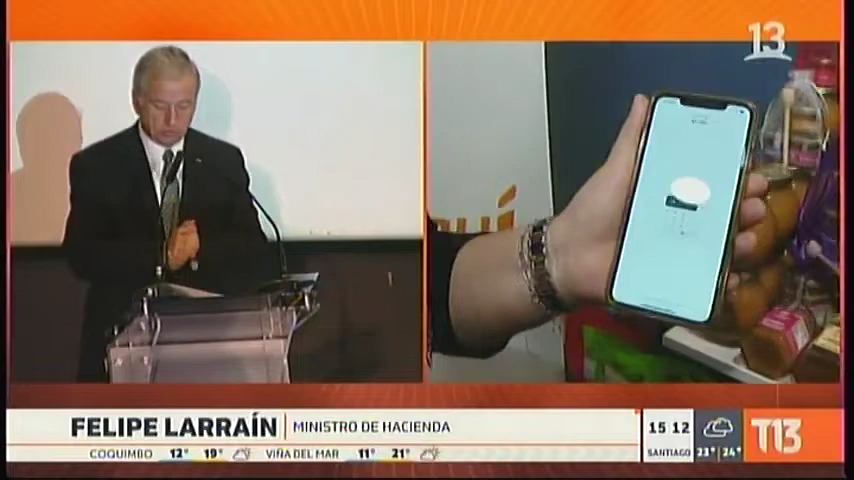 13
uí
FELIPE LARRAÍN
MINISTRO DE HACIENDA
15 12
SANTIAGO
23° 24°
T13
COQUIMBO 12° 19° VIÑA DEL MAR 11° 21°